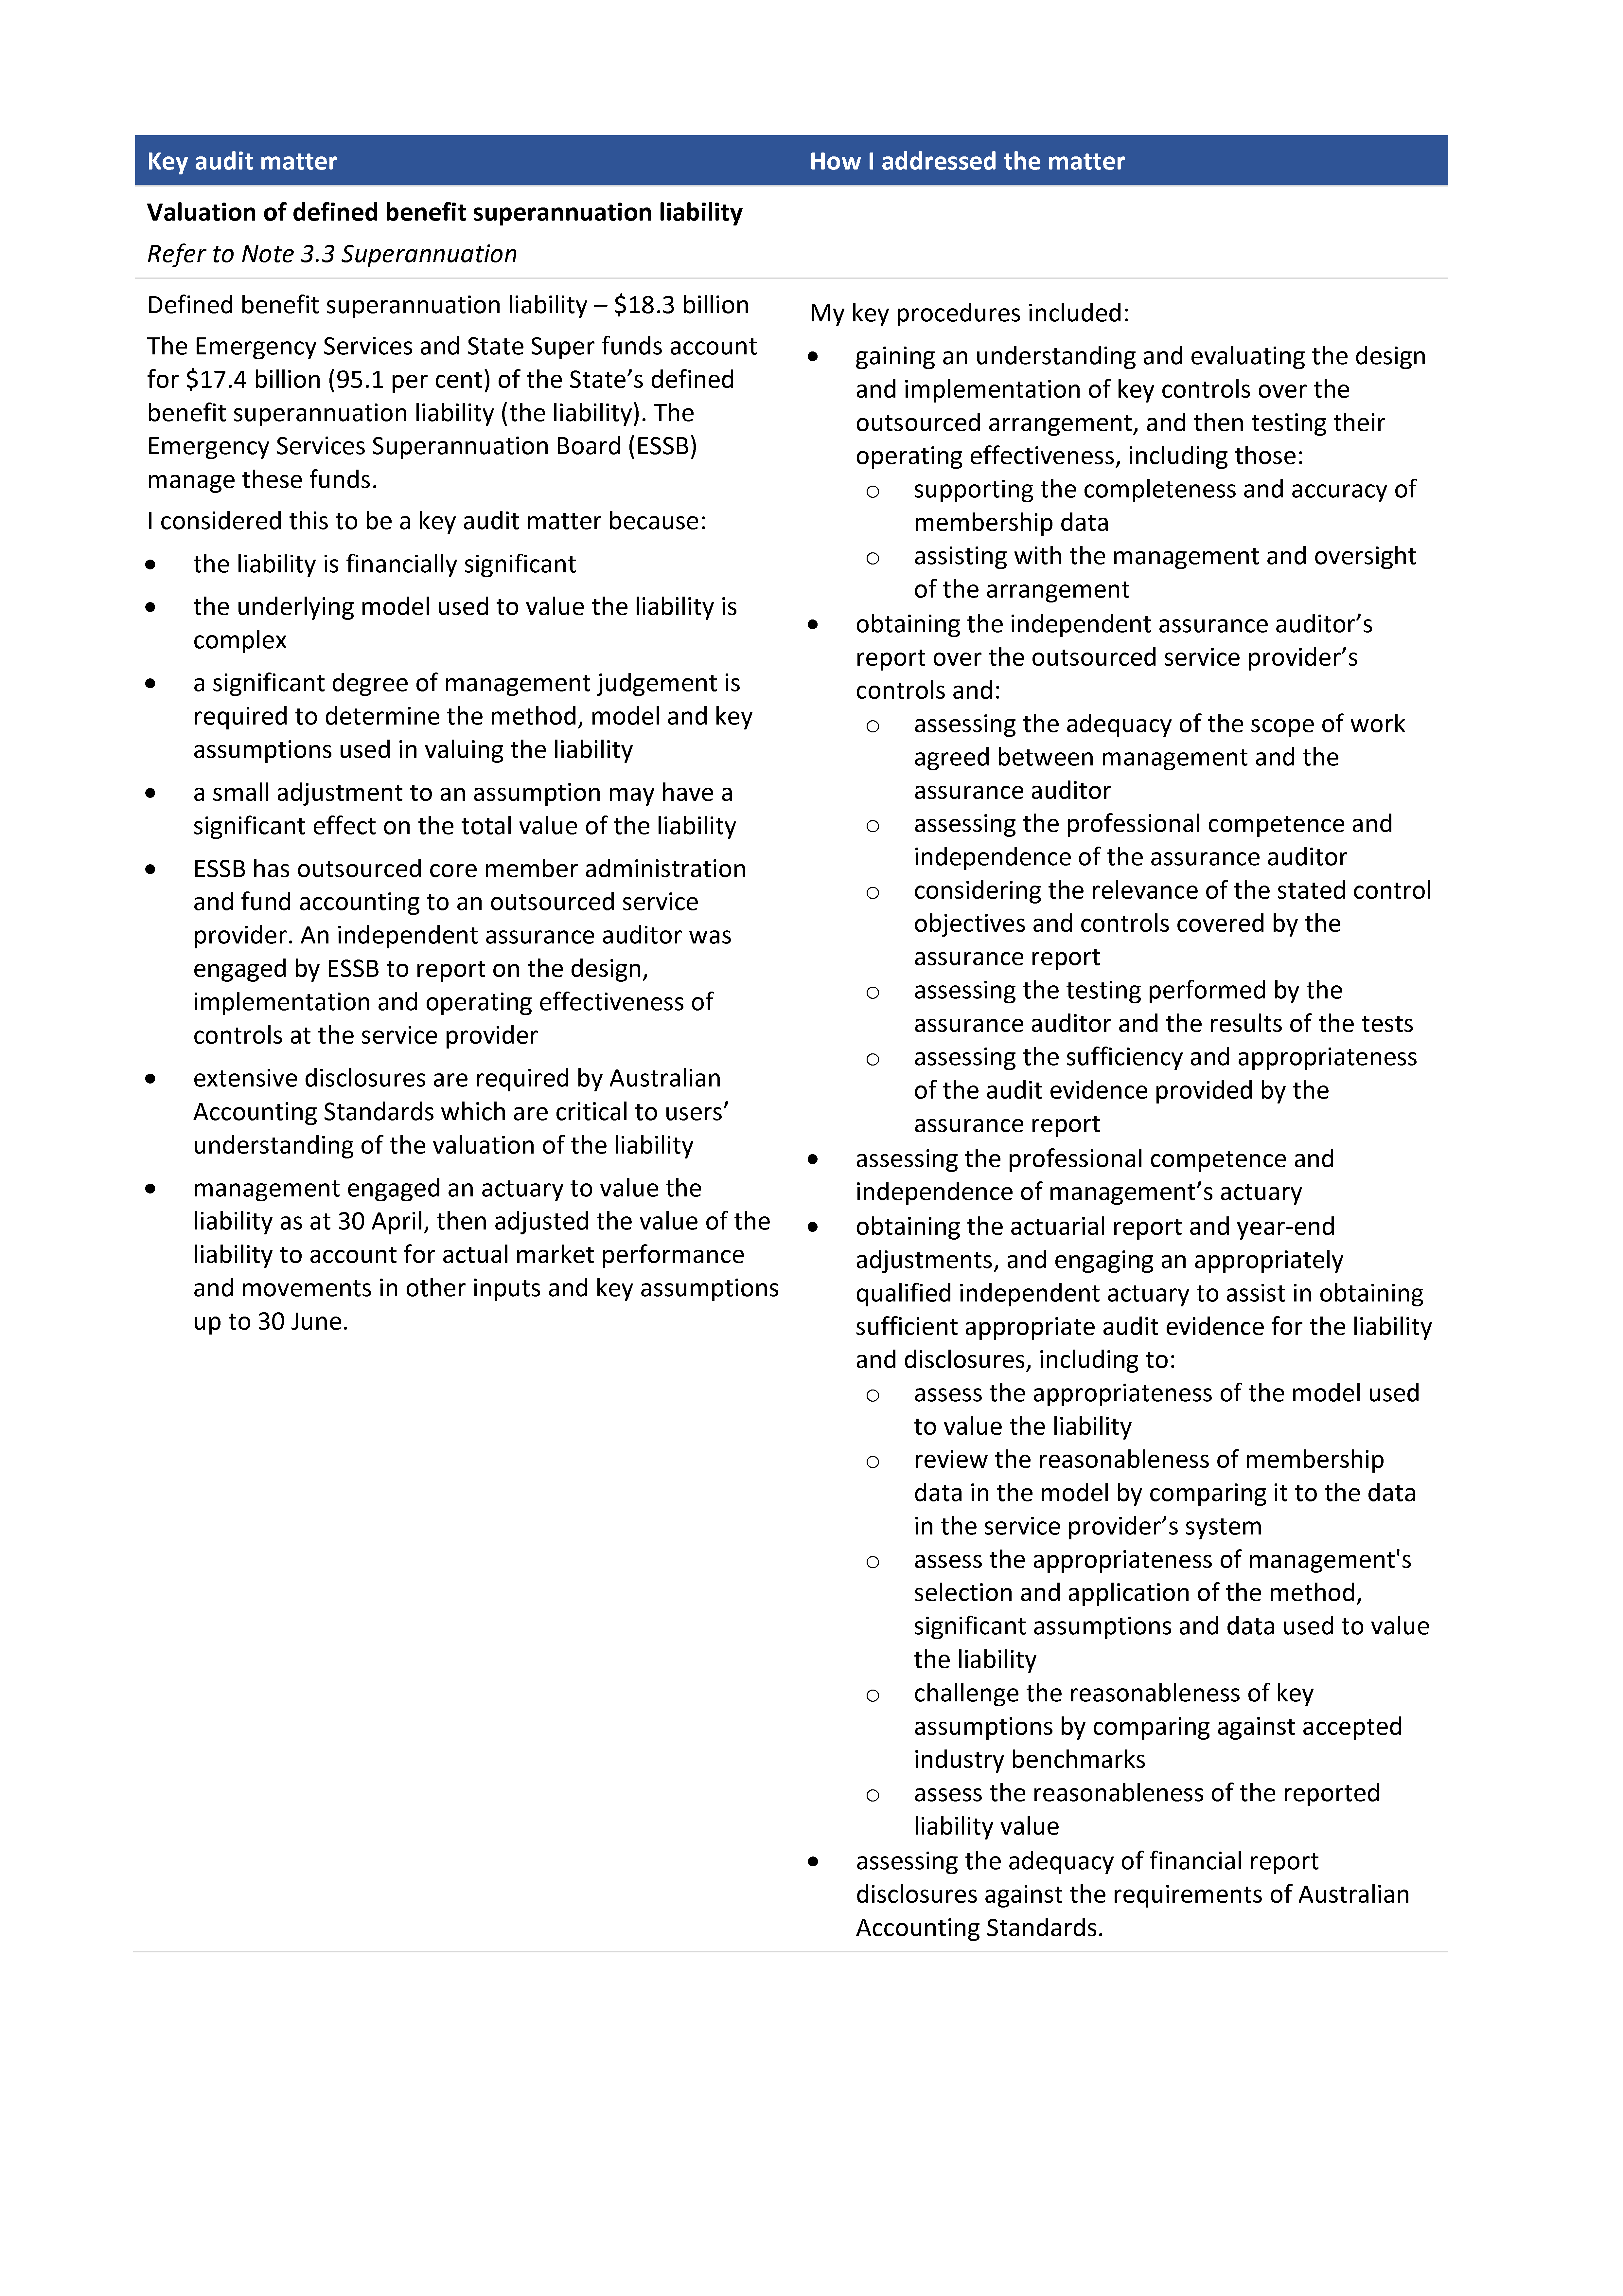 Key audit matter
How I addressed the matter
Valuation of defined benefit superannuation liability
Refer to Note 3.3 Superannuation
Defined benefit superannuation liability – $18.3 billion
The Emergency Services and State Super funds account
for $17.4 billion (95.1 per cent) of the State’s defined
benefit superannuation liability (the liability). The
Emergency Services Superannuation Board (ESSB)
manage these funds.
I considered this to be a key audit matter because:
• the liability is financially significant
• the underlying model used to value the liability is
complex
• a significant degree of management judgement is
required to determine the method, model and key
assumptions used in valuing the liability
• a small adjustment to an assumption may have a
significant effect on the total value of the liability
• ESSB has outsourced core member administration
and fund accounting to an outsourced service
provider. An independent assurance auditor was
engaged by ESSB to report on the design,
implementation and operating effectiveness of
controls at the service provider
• extensive disclosures are required by Australian
Accounting Standards which are critical to users’
understanding of the valuation of the liability
• management engaged an actuary to value the
liability as at 30 April, then adjusted the value of the
liability to account for actual market performance
and movements in other inputs and key assumptions
up to 30 June.
My key procedures included:
• gaining an understanding and evaluating the design
and implementation of key controls over the
outsourced arrangement, and then testing their
operating effectiveness, including those:
o supporting the completeness and accuracy of
membership data
o assisting with the management and oversight
of the arrangement
• obtaining the independent assurance auditor’s
report over the outsourced service provider’s
controls and:
o assessing the adequacy of the scope of work
agreed between management and the
assurance auditor
o assessing the professional competence and
independence of the assurance auditor
o considering the relevance of the stated control
objectives and controls covered by the
assurance report
o assessing the testing performed by the
assurance auditor and the results of the tests
o assessing the sufficiency and appropriateness
of the audit evidence provided by the
assurance report
• assessing the professional competence and
independence of management’s actuary
• obtaining the actuarial report and year-end
adjustments, and engaging an appropriately
qualified independent actuary to assist in obtaining
sufficient appropriate audit evidence for the liability
and disclosures, including to:
o assess the appropriateness of the model used
to value the liability
o review the reasonableness of membership
data in the model by comparing it to the data
in the service provider’s system
o assess the appropriateness of management's
selection and application of the method,
significant assumptions and data used to value
the liability
o challenge the reasonableness of key
assumptions by comparing against accepted
industry benchmarks
o assess the reasonableness of the reported
liability value
• assessing the adequacy of financial report
disclosures against the requirements of Australian
Accounting Standards.